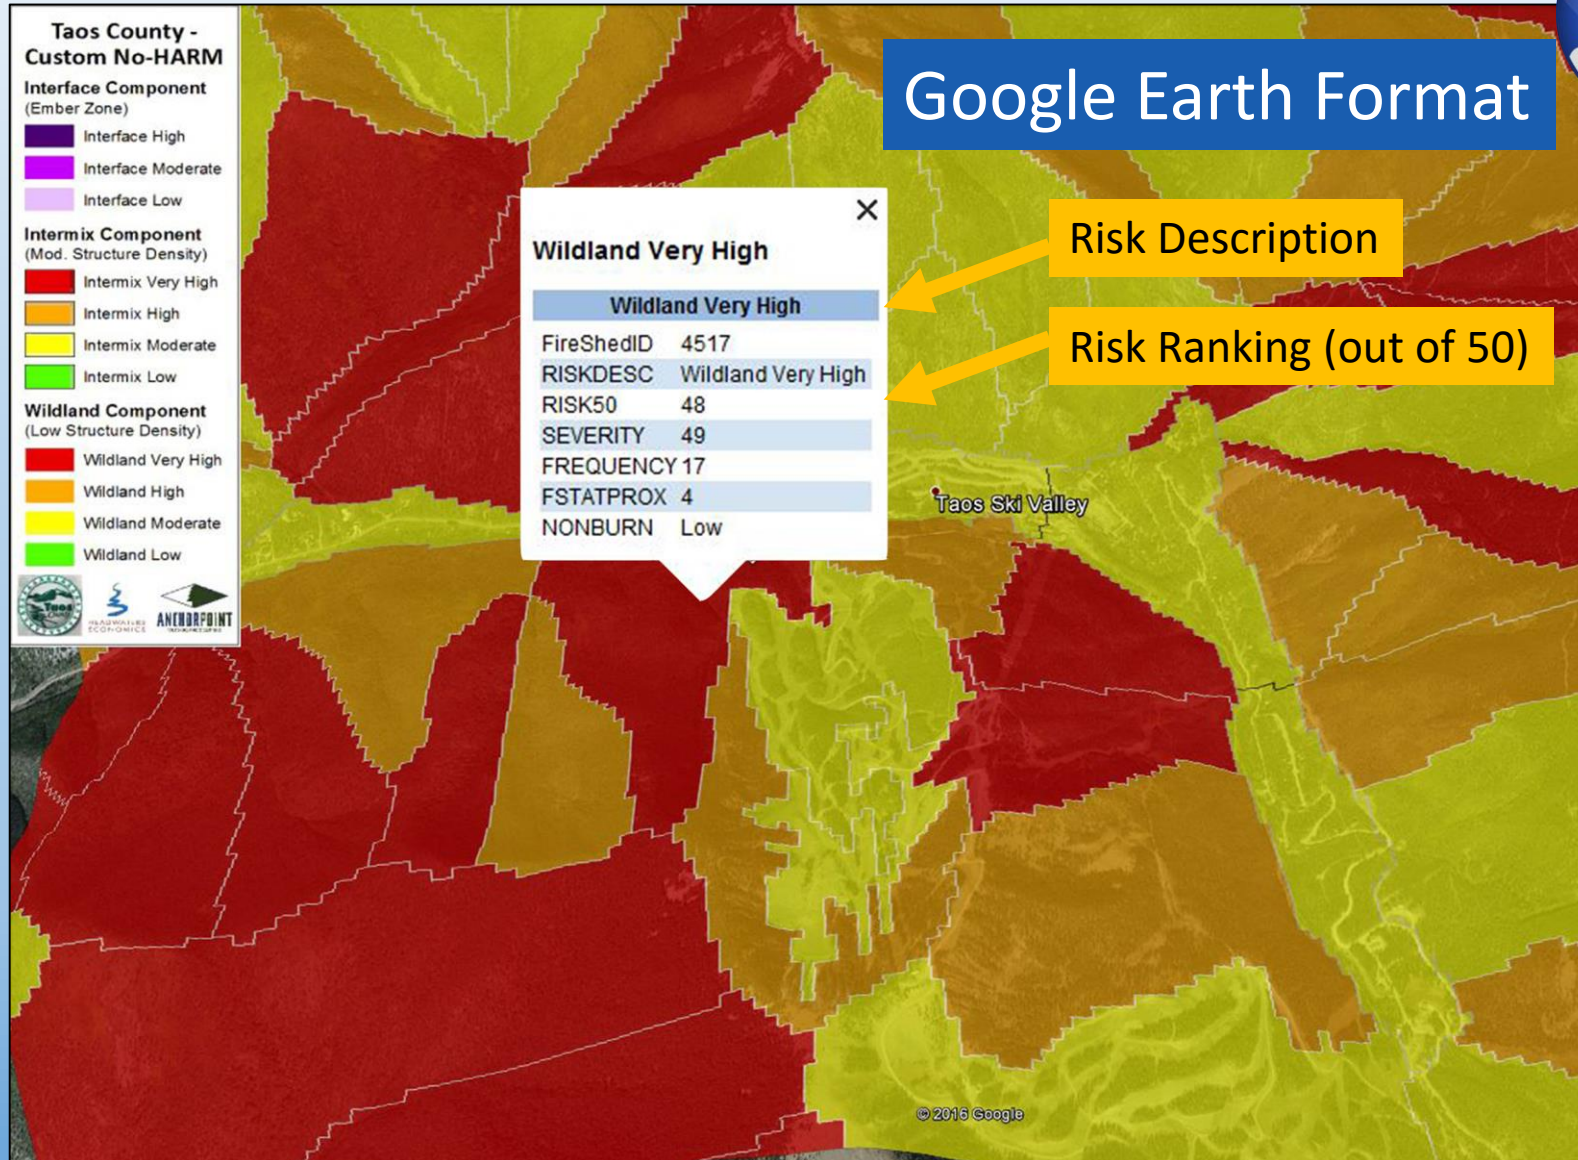 Taos County -
Custom No-HARM
Interface Component
(Ember Zone)
Interface High
Interface Moderate
Interface Low
Intermix Component
(Mod. Structure Density)
Intermix Very High
Intermix High
Intermix Moderate
Intermix Low
Wildland Component
(Low Structure Density)
Wildland Very High
Wildland High
Wildland Moderate
Wildland Low
Taos
HEADWATERS
ECONOMICS
ANCHORPOINT
Google Earth Format
Wildland Very High
Wildland Very High
FireShedID 4517
RISKDESC Wildland Very High
RISK50 48
SEVERITY 49
FREQUENCY 17
FSTATPROX 4
NONBURN Low
Risk Description
Risk Ranking (out of 50)
Taos Ski Valley
© 2016 Google